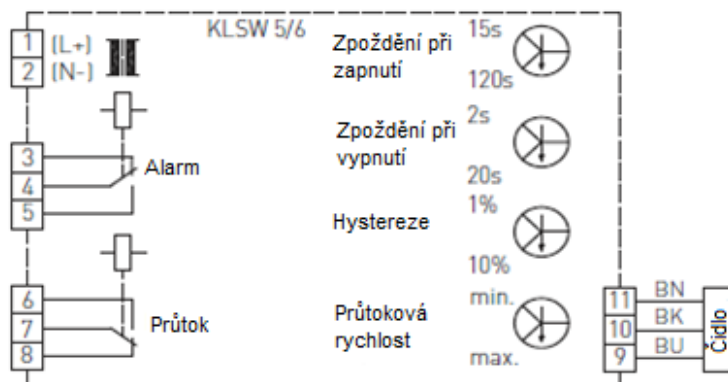 KLSW 5/6
1 (L+)
2 (N-)
3
4
5
Alarm
6
7
8
Průtok
Zpoždění při
zapnutí
15s
120s
Zpoždění při
vypnutí
2s
20s
Hystereze
1%
10%
Průtoková
rychlost
min.
max.
11 BN
10 BK
9 BU
Čidlo